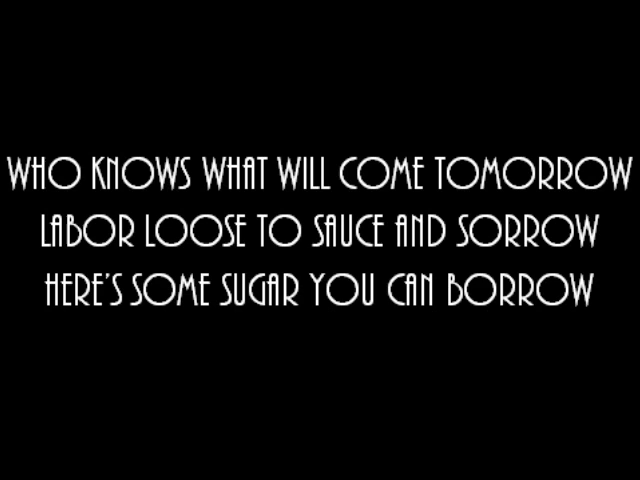 WHO KNOWS WHAT WILL COME TOMORROW
LABOR LOOSE TO SAUCE AND SORROW
HERE'S SOME SUGAR YOU CAN BORROW